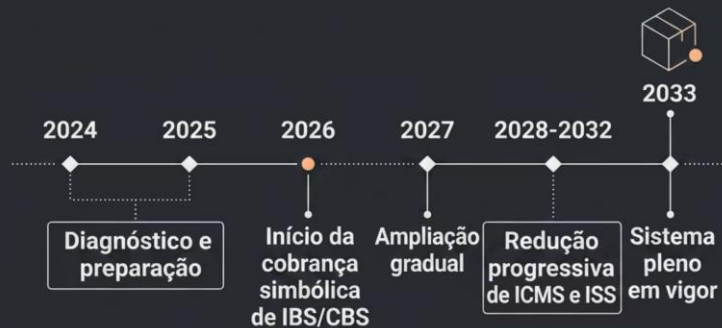 2024
2025
2026
2027
2028-2032
2033
Diagnóstico e
preparação
Início da
cobrança
simbólica
de IBS/CBS
Ampliação
gradual
Redução
progressiva
de ICMS e ISS
Sistema
pleno
em vigor